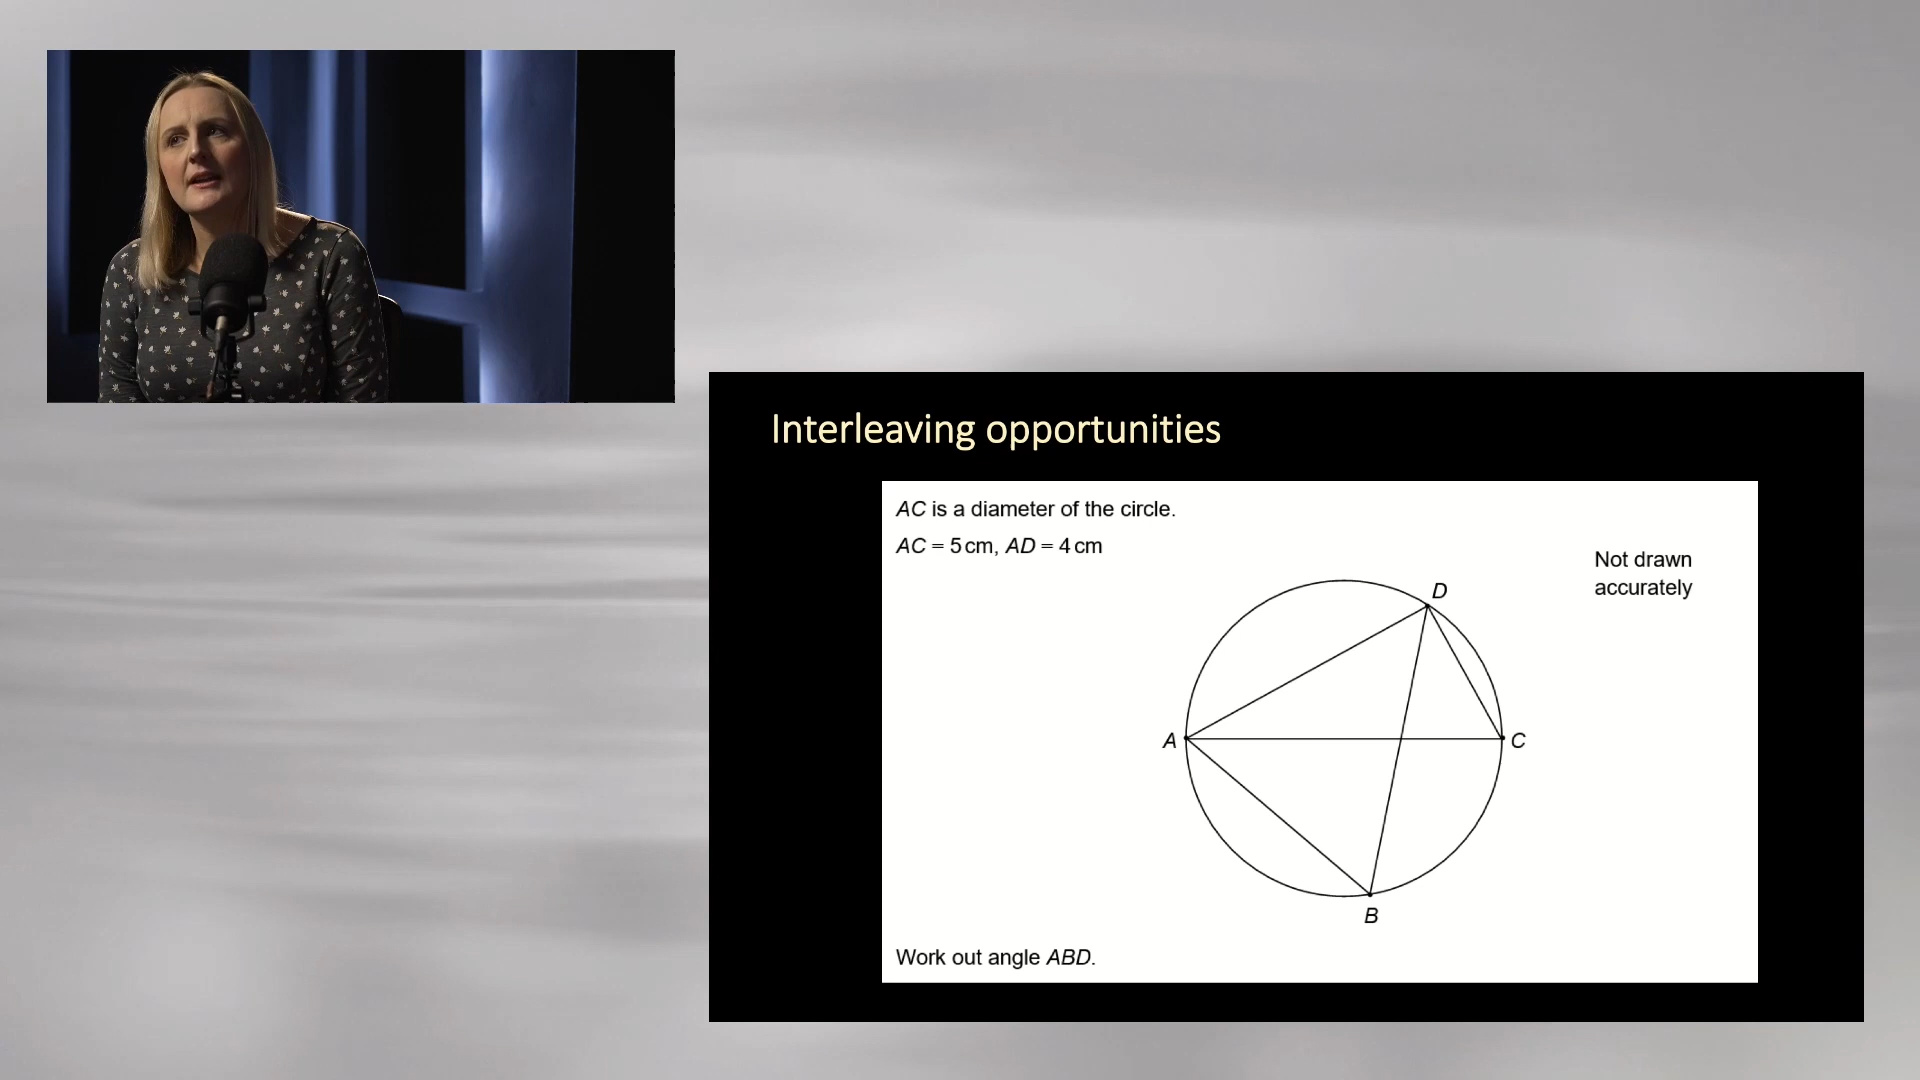 Interleaving opportunities
AC is a diameter of the circle.
AC = 5 cm, AD = 4 cm
Not drawn
accurately
D
A
C
B
Work out angle ABD.